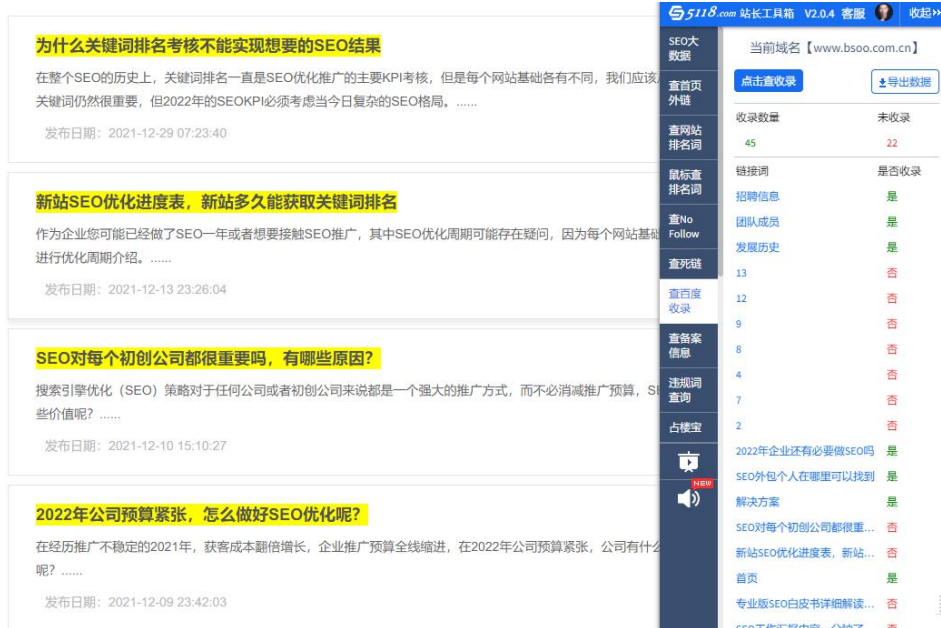 为什么关键词排名考核不能实现想要的SEO结果
在整个SEO的历史上，关键词排名一直是SEO优化推广的主要KPI考核，但是每个网站基础各有不同，我们应该
关键词仍然很重要，但2022年的SEOKPI必须考虑当今日复杂的SEO格局。......
发布日期：2021-12-29 07:23:40
新站SEO优化进度表，新站多久能获取关键词排名
作为企业您可能已经做了SEO一年或者想要接触SEO推广，其中SEO优化周期可能存在疑问，因为每个网站基础
进行优化周期介绍。......
发布日期：2021-12-13 23:26:04
SEO对每个初创公司都很重要吗，有哪些原因？
搜索引擎优化（SEO）策略对于任何公司或者初创公司来说都是一个强大的推广方式，而不必消减推广预算，SE
些价值呢？......
发布日期：2021-12-10 15:10:27
2022年公司预算紧张，怎么做好SEO优化呢？
在经历推广不稳定的2021年，获客成本翻倍增长，企业推广预算全线缩进，在2022年公司预算紧张，公司有什么
呢？......
发布日期：2021-12-09 23:42:03
5118.com 站长工具箱 V2.0.4 客服 收起
SEO大
数据
查首页
外链
查网站
排名词
鼠标查
排名词
查No
Follow
查死链
查百度
收录
查备案
信息
违规词
查询
占楼宝
NEW
当前域名【www.bsoo.com.cn】
点击查收录 导出数据
收录数量 未收录
45 22
链接词 是否收录
招聘信息 是
团队成员 是
发展历史 是
13 否
12 否
9 否
8 否
4 否
7 否
2 否
2022年企业还有必要做SEO吗 是
SEO外包个人在哪里可以找到 是
解决方案 是
SEO对每个初创公司都很重... 否
新站SEO优化进度表，新站... 否
首页 是
专业版SEO白皮书详细解读... 否